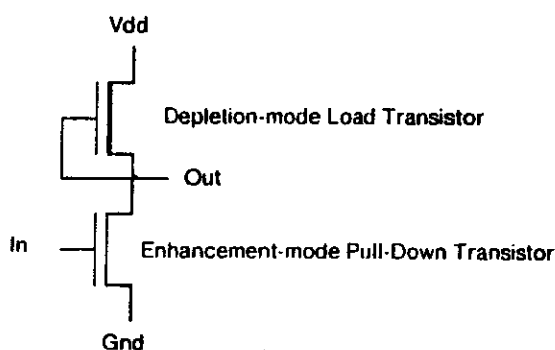 Vdd
Depletion-mode Load Transistor
Out
In
Enhancement-mode Pull-Down Transistor
Gnd